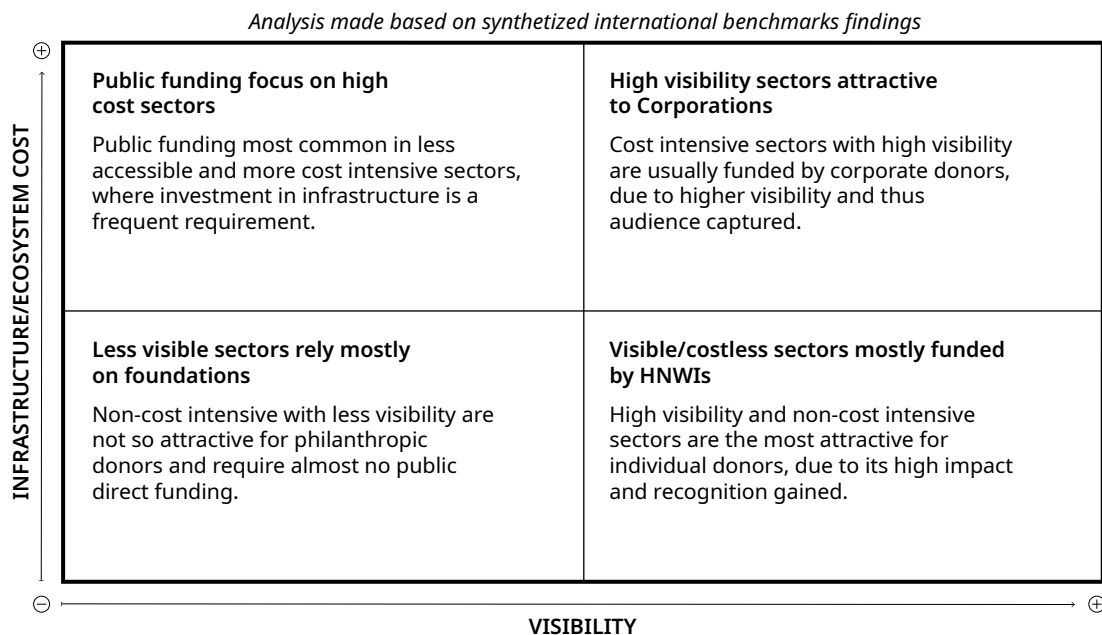 Analysis made based on synthetized international benchmarks findings
INFRASTRUCTURE/ECOSYSTEM COST
Public funding focus on high
cost sectors
Public funding most common in less
accessible and more cost intensive sectors,
where investment in infrastructure is a
frequent requirement.
High visibility sectors attractive
to Corporations
Cost intensive sectors with high visibility
are usually funded by corporate donors,
due to higher visibility and thus
audience captured.
Less visible sectors rely mostly
on foundations
Non-cost intensive with less visibility are
not so attractive for philanthropic
donors and require almost no public
direct funding.
Visible/costless sectors mostly funded
by HNWIs
High visibility and non-cost intensive
sectors are the most attractive for
individual donors, due to its high impact
and recognition gained.
VISIBILITY